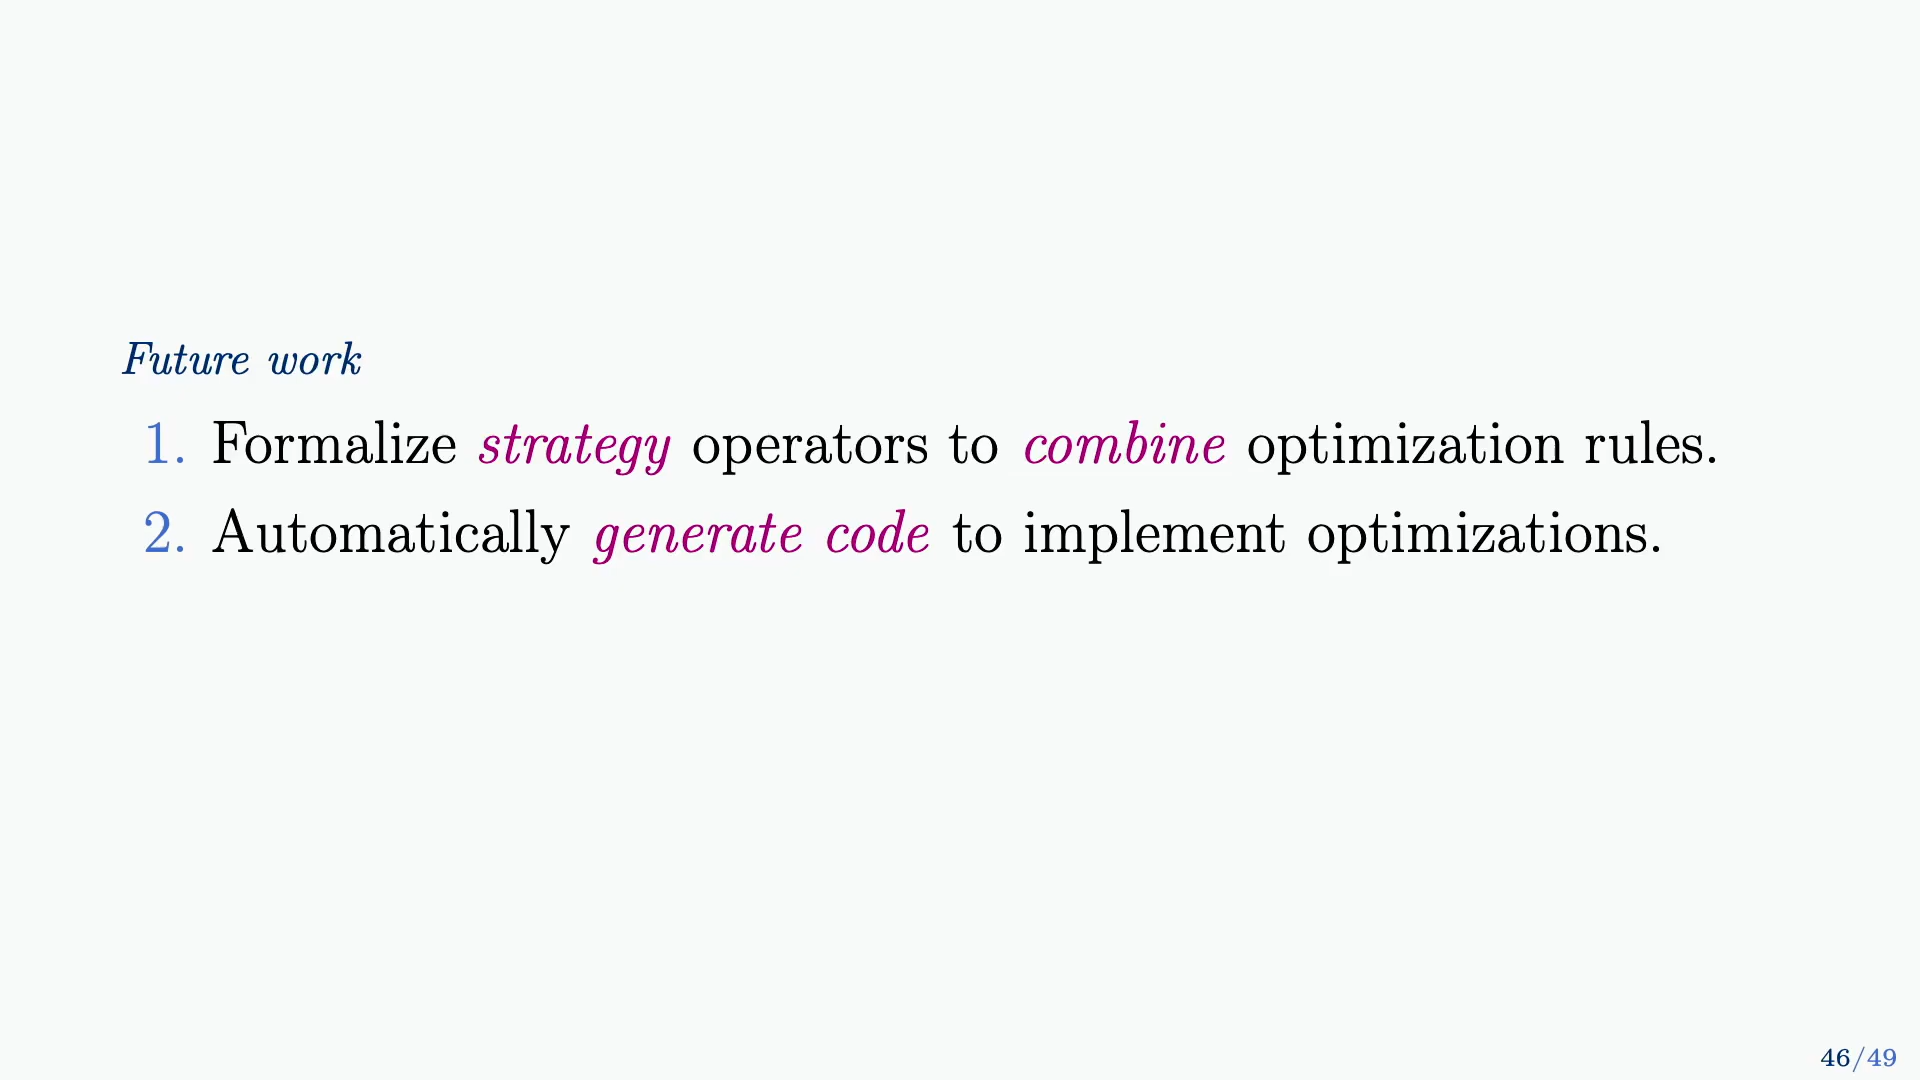 Future work
1. Formalize strategy operators to combine optimization rules.
2. Automatically generate code to implement optimizations.
46/49